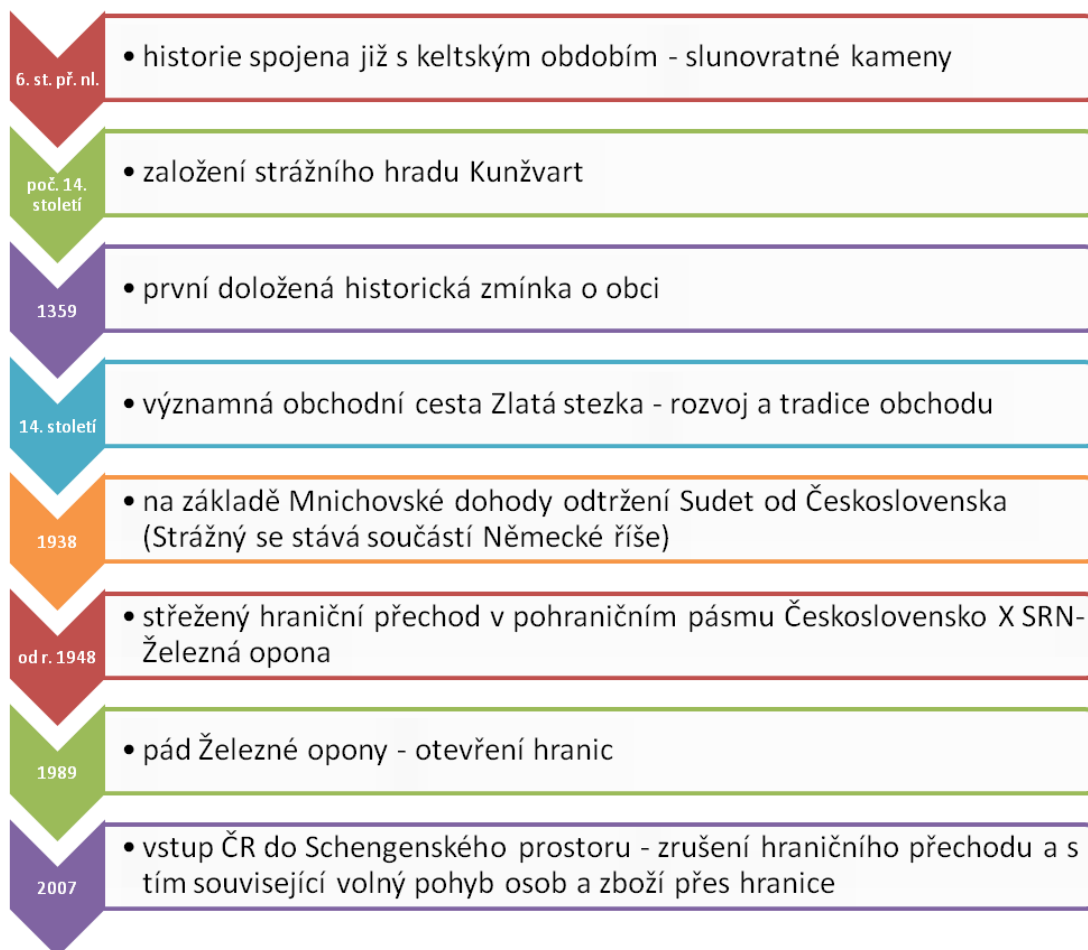 6. st. př. nl.
• historie spojena již s keltským obdobím - slunovratné kameny
poč. 14.
století
• založení strážního hradu Kunžvart
1359
• první doložená historická zmínka o obci
14. století
• významná obchodní cesta Zlatá stezka - rozvoj a tradice obchodu
1938
• na základě Mnichovské dohody odtržení Sudet od Československa
(Strážný se stává součástí Německé říše)
od r. 1948
• střežený hraniční přechod v pohraničním pásmu Československo X SRN-
Železná opona
1989
• pád Železné opony - otevření hranic
2007
• vstup ČR do Schengenského prostoru - zrušení hraničního přechodu a s
tím související volný pohyb osob a zboží přes hranice